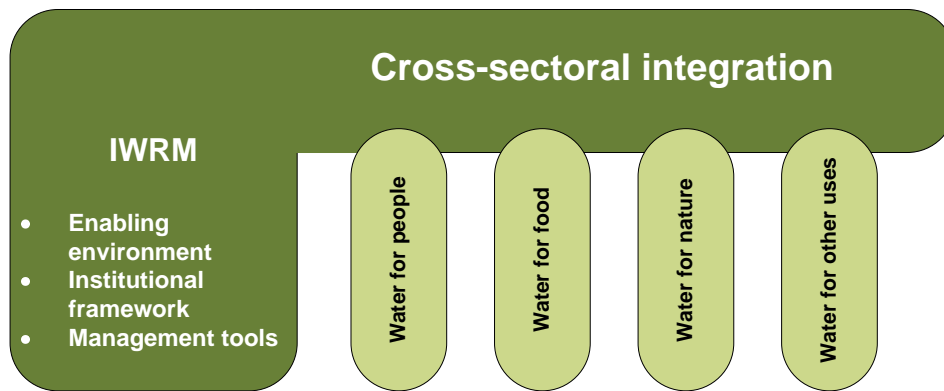 Cross-sectoral integration
IWRM
• Enabling
environment
• Institutional
framework
• Management tools
Water for people
Water for food
Water for nature
Water for other uses